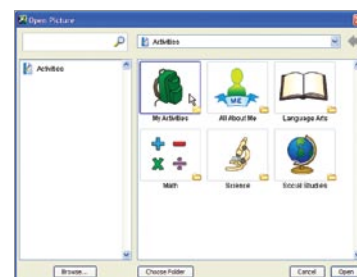 Open Picture
Activities
Activities
My Activities
ME
All About Me
Language Arts
Math
Science
Social Studies
Browse...
Choose Folder
Cancel
Open